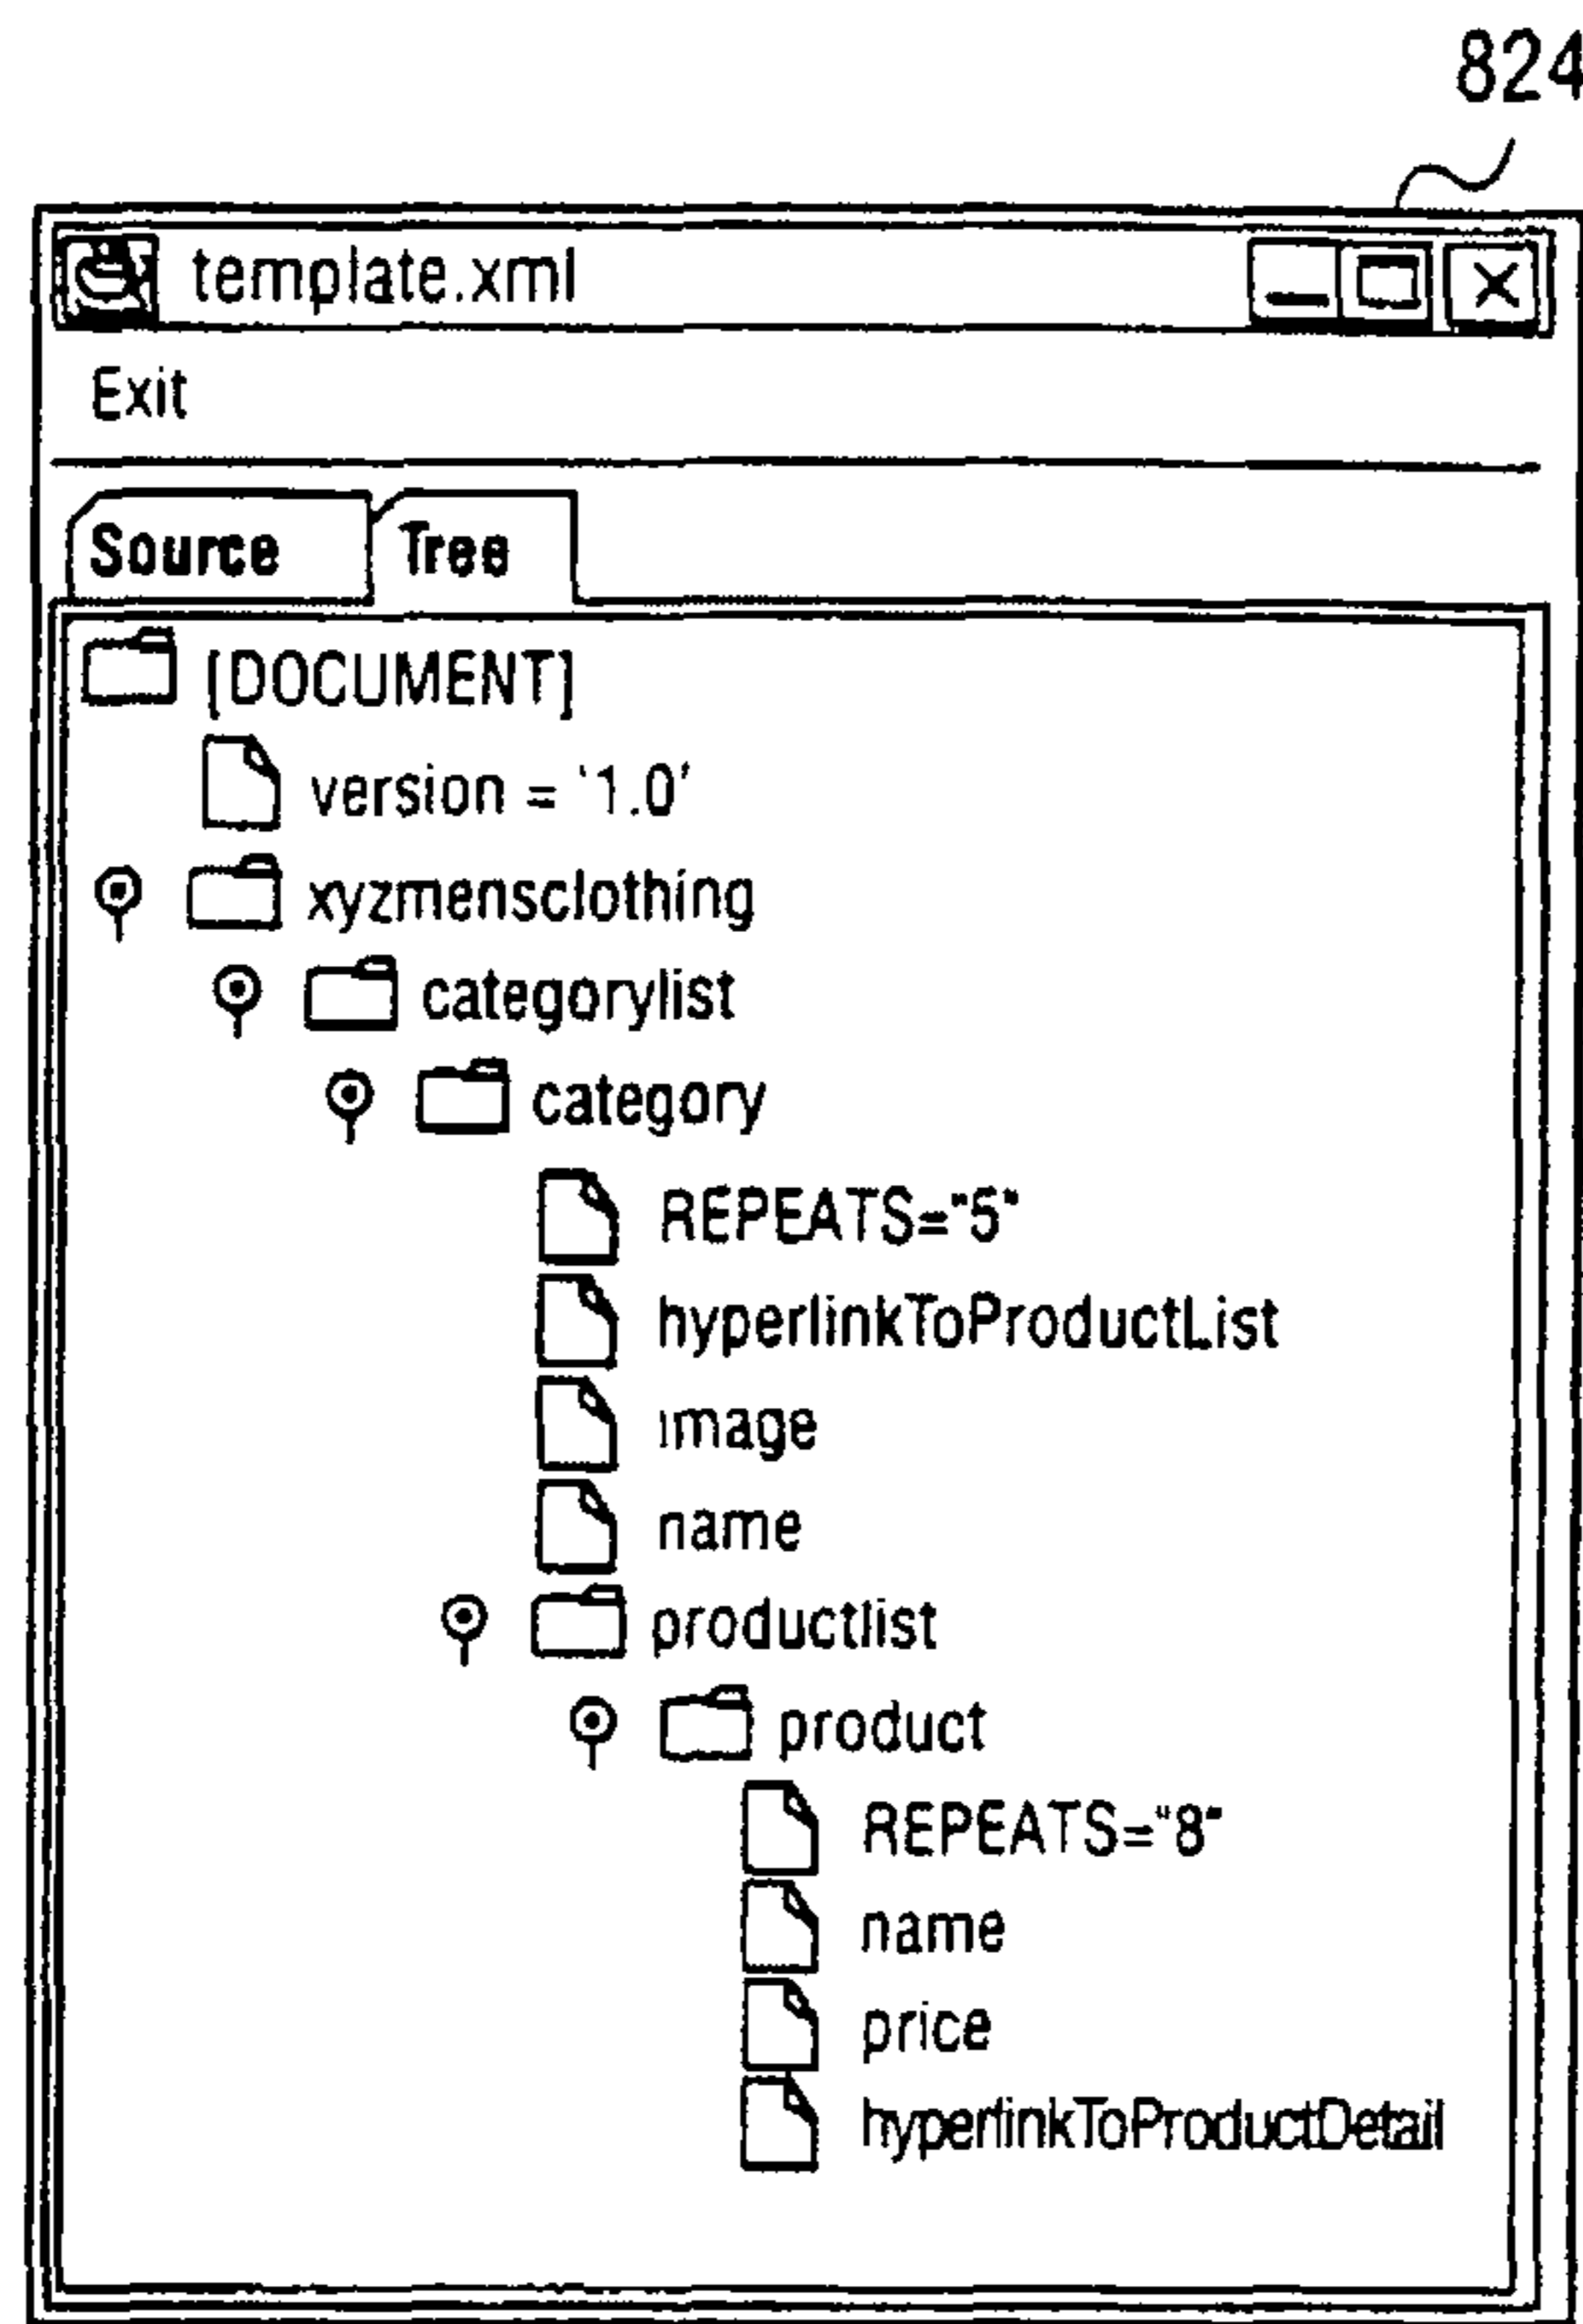 824
template.xml
Exit
Source Tree
[DOCUMENT]
version = '1.0'
xyzmensclothing
categorylist
category
REPEATS="5"
hyperlinkToProductList
image
name
productlist
product
REPEATS="8"
name
price
hyperlinkToProductDetail